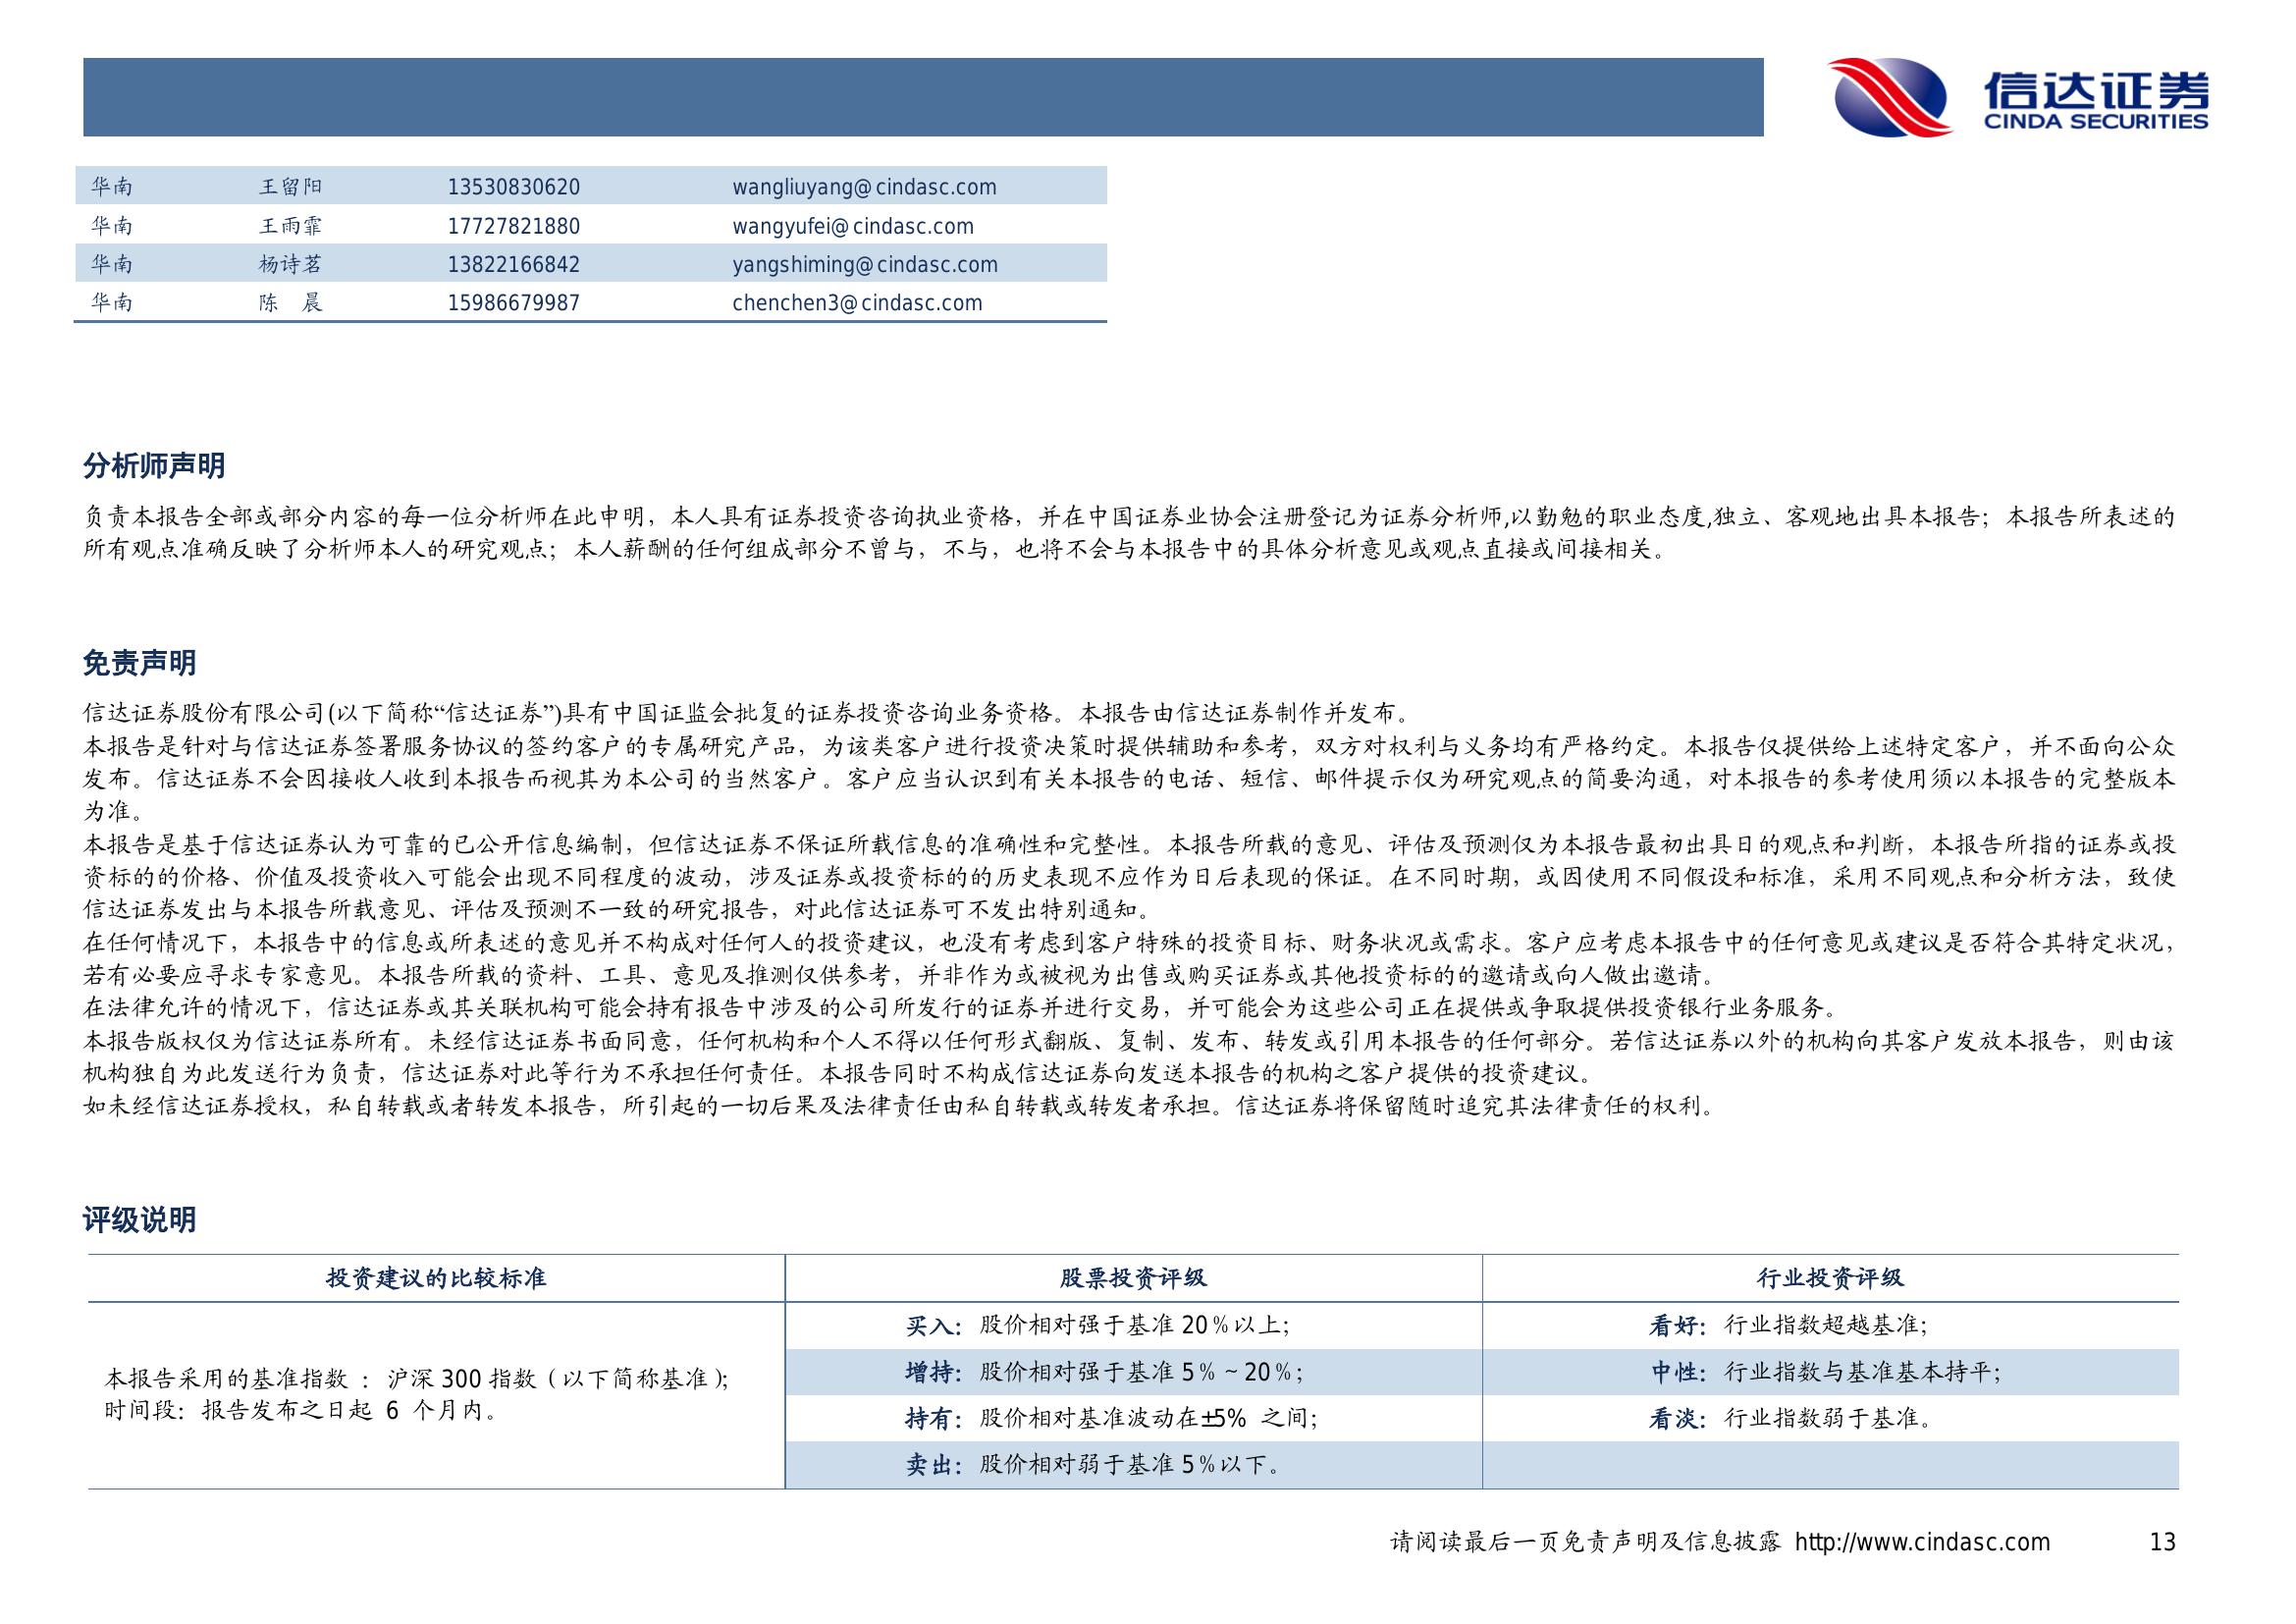 信达证券
CINDA SECURITIES
华南 王留阳 13530830620 wangliuyang@cindasc.com
华南 王雨霏 17727821880 wangyufei@cindasc.com
华南 杨诗茗 13822166842 yangshiming@cindasc.com
华南 陈 晨 15986679987 chenchen3@cindasc.com
分析师声明
负责本报告全部或部分内容的每一位分析师在此申明，本人具有证券投资咨询执业资格，并在中国证券业协会注册登记为证券分析师,以勤勉的职业态度,独立、客观地出具本报告；本报告所表述的
所有观点准确反映了分析师本人的研究观点；本人薪酬的任何组成部分不曾与，不与，也将不会与本报告中的具体分析意见或观点直接或间接相关。
免责声明
信达证券股份有限公司(以下简称“信达证券”)具有中国证监会批复的证券投资咨询业务资格。本报告由信达证券制作并发布。
本报告是针对与信达证券签署服务协议的签约客户的专属研究产品，为该类客户进行投资决策时提供辅助和参考，双方对权利与义务均有严格约定。本报告仅提供给上述特定客户，并不面向公众
发布。信达证券不会因接收人收到本报告而视其为本公司的当然客户。客户应当认识到有关本报告的电话、短信、邮件提示仅为研究观点的简要沟通，对本报告的参考使用须以本报告的完整版本
为准。
本报告是基于信达证券认为可靠的已公开信息编制，但信达证券不保证所载信息的准确性和完整性。本报告所载的意见、评估及预测仅为本报告最初出具日的观点和判断，本报告所指的证券或投
资标的的价格、价值及投资收入可能会出现不同程度的波动，涉及证券或投资标的的历史表现不应作为日后表现的保证。在不同时期，或因使用不同假设和标准，采用不同观点和分析方法，致使
信达证券发出与本报告所载意见、评估及预测不一致的研究报告，对此信达证券可不发出特别通知。
在任何情况下，本报告中的信息或所表述的意见并不构成对任何人的投资建议，也没有考虑到客户特殊的投资目标、财务状况或需求。客户应考虑本报告中的任何意见或建议是否符合其特定状况，
若有必要应寻求专家意见。本报告所载的资料、工具、意见及推测仅供参考，并非作为或被视为出售或购买证券或其他投资标的的邀请或向人做出邀请。
在法律允许的情况下，信达证券或其关联机构可能会持有报告中涉及的公司所发行的证券并进行交易，并可能会为这些公司正在提供或争取提供投资银行业务服务。
本报告版权仅为信达证券所有。未经信达证券书面同意，任何机构和个人不得以任何形式翻版、复制、发布、转发或引用本报告的任何部分。若信达证券以外的机构向其客户发放本报告，则由该
机构独自为此发送行为负责，信达证券对此等行为不承担任何责任。本报告同时不构成信达证券向发送本报告的机构之客户提供的投资建议。
如未经信达证券授权，私自转载或者转发本报告，所引起的一切后果及法律责任由私自转载或转发者承担。信达证券将保留随时追究其法律责任的权利。
评级说明
投资建议的比较标准 股票投资评级 行业投资评级
本报告采用的基准指数 ：沪深 300 指数（以下简称基准）；
时间段：报告发布之日起 6 个月内。
买入：股价相对强于基准 20％以上；
增持：股价相对强于基准 5％～20％；
持有：股价相对基准波动在±5% 之间；
卖出：股价相对弱于基准 5％以下。
看好：行业指数超越基准；
中性：行业指数与基准基本持平；
看淡：行业指数弱于基准。
请阅读最后一页免责声明及信息披露 http://www.cindasc.com 13